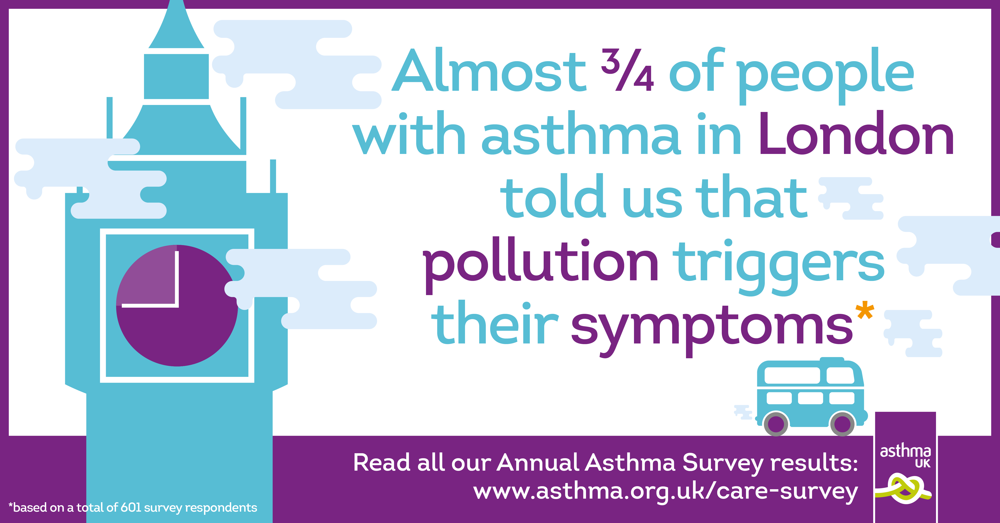 Almost ¾ of people
with asthma in London
told us that
pollution triggers
their symptoms*
Read all our Annual Asthma Survey results:
www.asthma.org.uk/care-survey
asthma
UK
*based on a total of 601 survey respondents